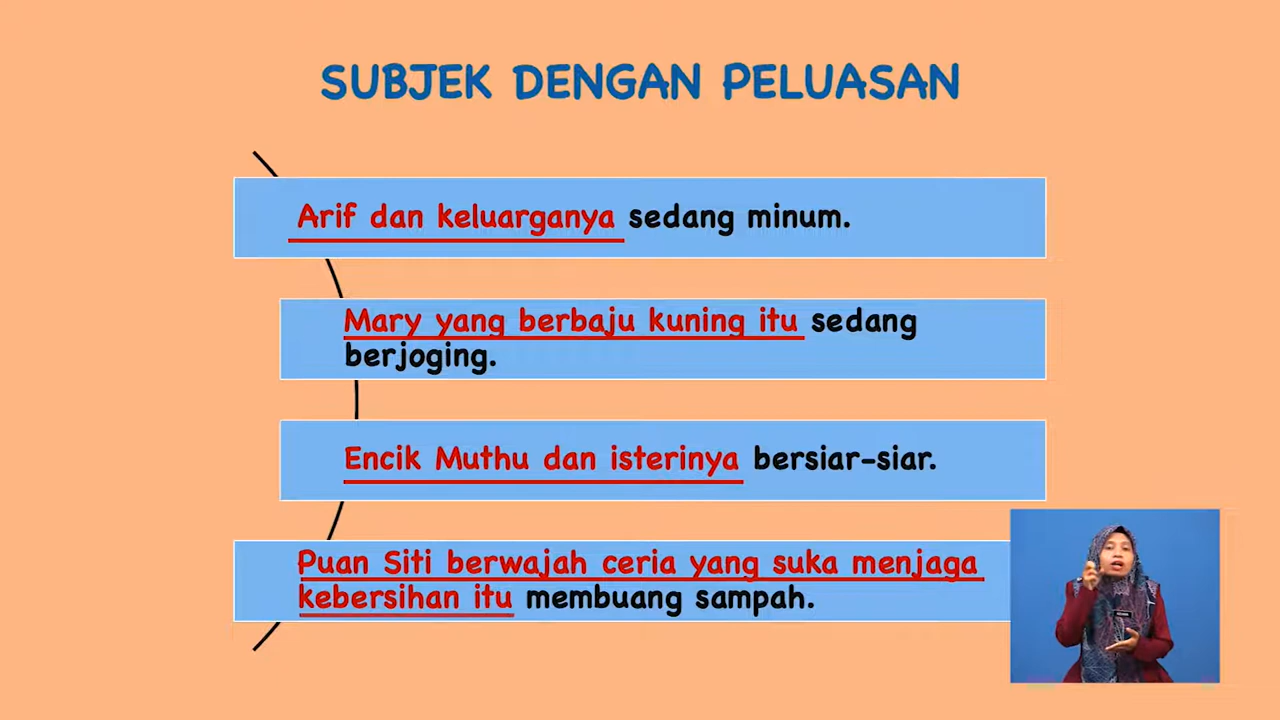 SUBJEK DENGAN PELUASAN
Arif dan keluarganya sedang minum.
Mary yang berbaju kuning itu sedang
berjoging.
Encik Muthu dan isterinya bersiar-siar.
Puan Siti berwajah ceria yang suka menjaga
kebersihan itu membuang sampah.